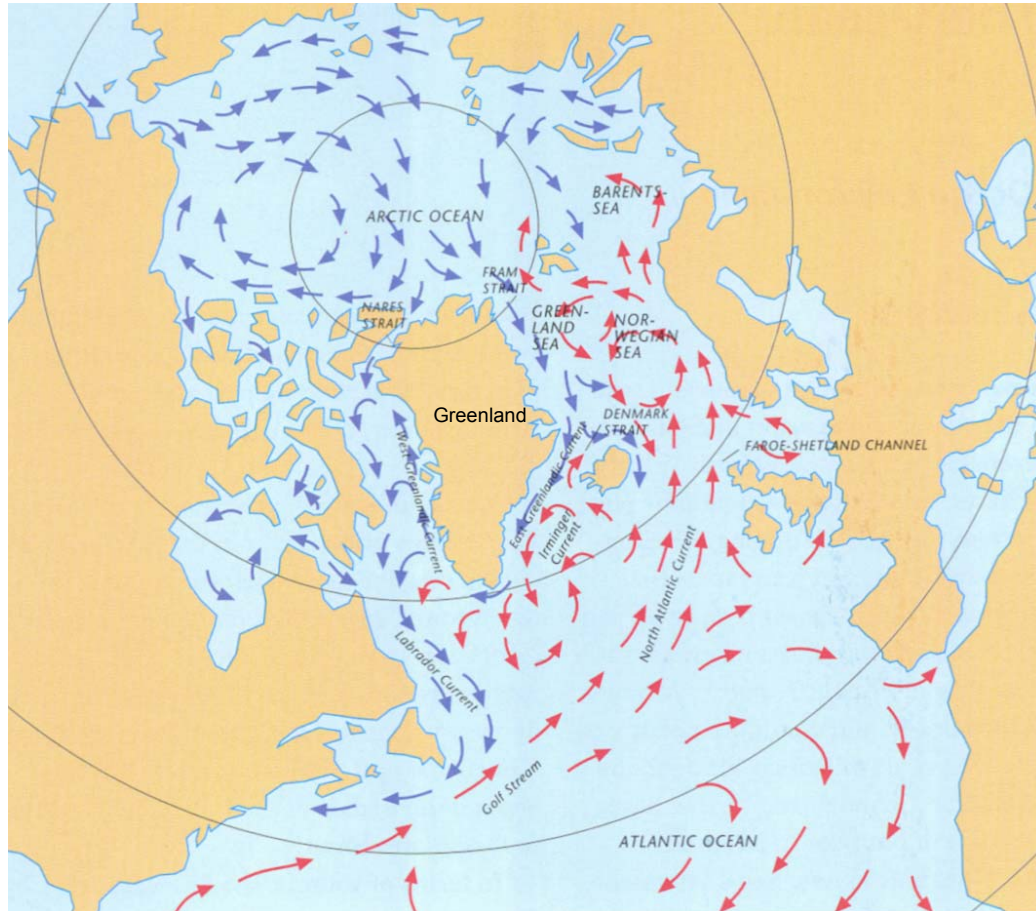 BARENTS-
SEA
ARCTIC OCEAN
FRAM
STRAIT
NARES
STRAIT
GREEN-
LAND
SEA
NOR-
WEGIAN
SEA
Greenland
DENMARK
STRAIT
FAROE-SHETLAND CHANNEL
West Greenlandic Current
East Greenlandic Current
Irminger
Current
North Atlantic Current
Labrador Current
Golf Stream
ATLANTIC OCEAN